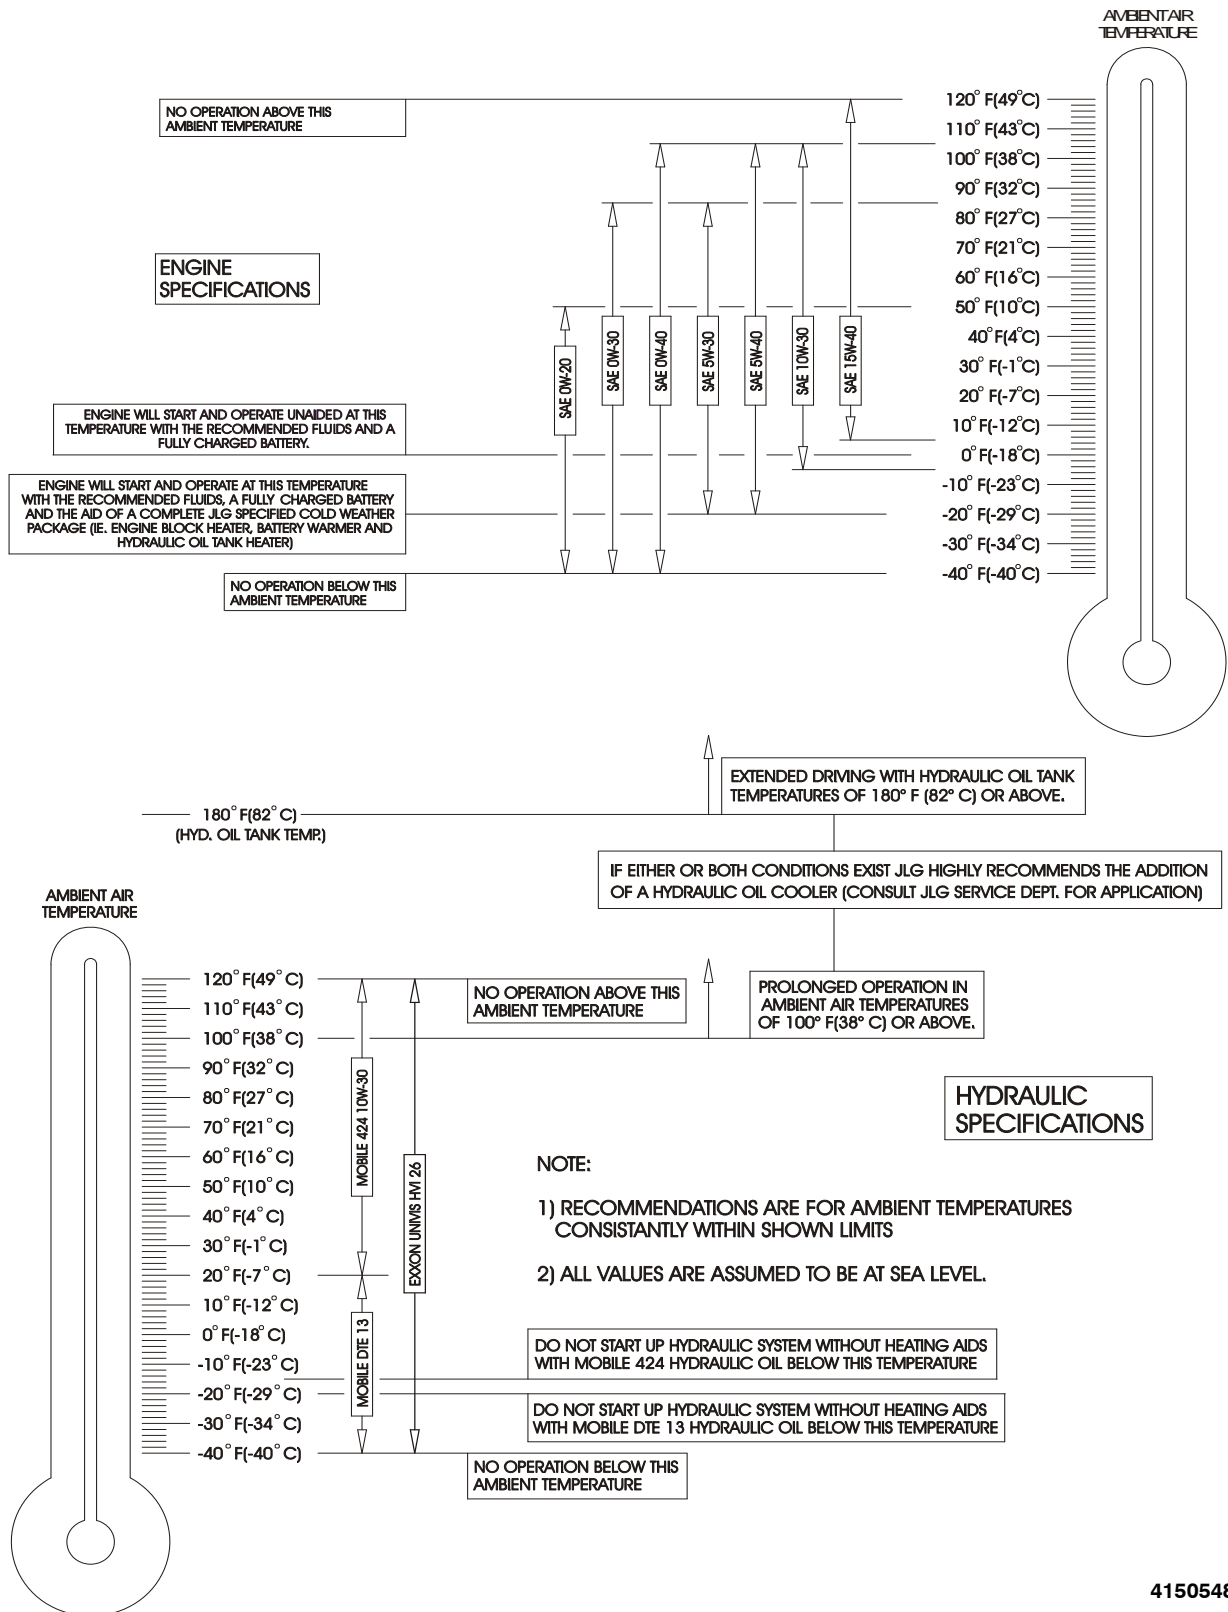 AMBIENT AIR
TEMPERATURE
NO OPERATION ABOVE THIS
AMBIENT TEMPERATURE
120° F(49°C)
110° F(43°C)
100° F(38°C)
90° F(32°C)
80° F(27°C)
70° F(21°C)
60° F(16°C)
50° F(10°C)
40° F(4°C)
30° F(-1°C)
20° F(-7°C)
10° F(-12°C)
0° F(-18°C)
-10° F(-23°C)
-20° F(-29°C)
-30° F(-34°C)
-40° F(-40°C)
ENGINE
SPECIFICATIONS
SAE 0W-20
SAE 0W-30
SAE 0W-40
SAE 5W-30
SAE 5W-40
SAE 10W-30
SAE 15W-40
ENGINE WILL START AND OPERATE UNAIDED AT THIS
TEMPERATURE WITH THE RECOMMENDED FLUIDS AND A
FULLY CHARGED BATTERY.
ENGINE WILL START AND OPERATE AT THIS TEMPERATURE
WITH THE RECOMMENDED FLUIDS, A FULLY CHARGED BATTERY
AND THE AID OF A COMPLETE JLG SPECIFIED COLD WEATHER
PACKAGE (IE. ENGINE BLOCK HEATER, BATTERY WARMER AND
HYDRAULIC OIL TANK HEATER)
NO OPERATION BELOW THIS
AMBIENT TEMPERATURE
EXTENDED DRIVING WITH HYDRAULIC OIL TANK
TEMPERATURES OF 180° F (82° C) OR ABOVE.
180° F(82° C)
(HYD. OIL TANK TEMP.)
IF EITHER OR BOTH CONDITIONS EXIST JLG HIGHLY RECOMMENDS THE ADDITION
OF A HYDRAULIC OIL COOLER (CONSULT JLG SERVICE DEPT. FOR APPLICATION)
AMBIENT AIR
TEMPERATURE
120° F(49° C)
110° F(43° C)
100° F(38° C)
90° F(32° C)
80° F(27° C)
70° F(21° C)
60° F(16° C)
50° F(10° C)
40° F(4° C)
30° F(-1° C)
20° F(-7° C)
10° F(-12° C)
0° F(-18° C)
-10° F(-23° C)
-20° F(-29° C)
-30° F(-34° C)
-40° F(-40° C)
NO OPERATION ABOVE THIS
AMBIENT TEMPERATURE
PROLONGED OPERATION IN
AMBIENT AIR TEMPERATURES
OF 100° F(38° C) OR ABOVE.
MOBILE 424 10W-30
EXXON UNIVIS HVI 26
MOBILE DTE 13
HYDRAULIC
SPECIFICATIONS
NOTE:
1) RECOMMENDATIONS ARE FOR AMBIENT TEMPERATURES
CONSISTANTLY WITHIN SHOWN LIMITS
2) ALL VALUES ARE ASSUMED TO BE AT SEA LEVEL.
DO NOT START UP HYDRAULIC SYSTEM WITHOUT HEATING AIDS
WITH MOBILE 424 HYDRAULIC OIL BELOW THIS TEMPERATURE
DO NOT START UP HYDRAULIC SYSTEM WITHOUT HEATING AIDS
WITH MOBILE DTE 13 HYDRAULIC OIL BELOW THIS TEMPERATURE
NO OPERATION BELOW THIS
AMBIENT TEMPERATURE
4150548